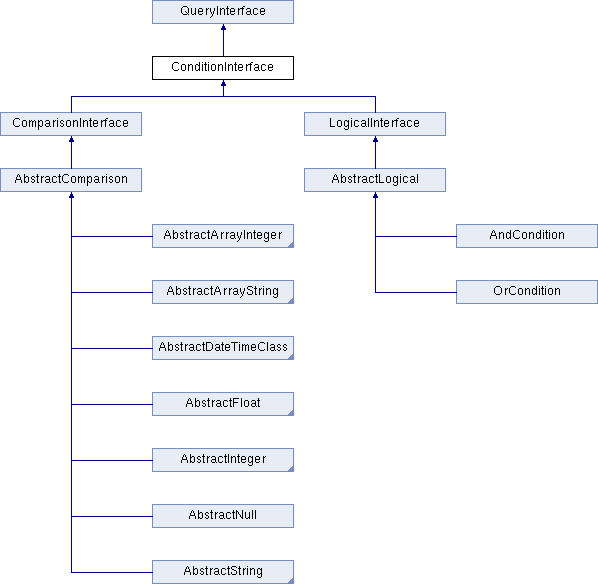 QueryInterface
ConditionInterface
ComparisonInterface
LogicalInterface
AbstractComparison
AbstractLogical
AbstractArrayInteger
AndCondition
AbstractArrayString
OrCondition
AbstractDateTimeClass
AbstractFloat
AbstractInteger
AbstractNull
AbstractString